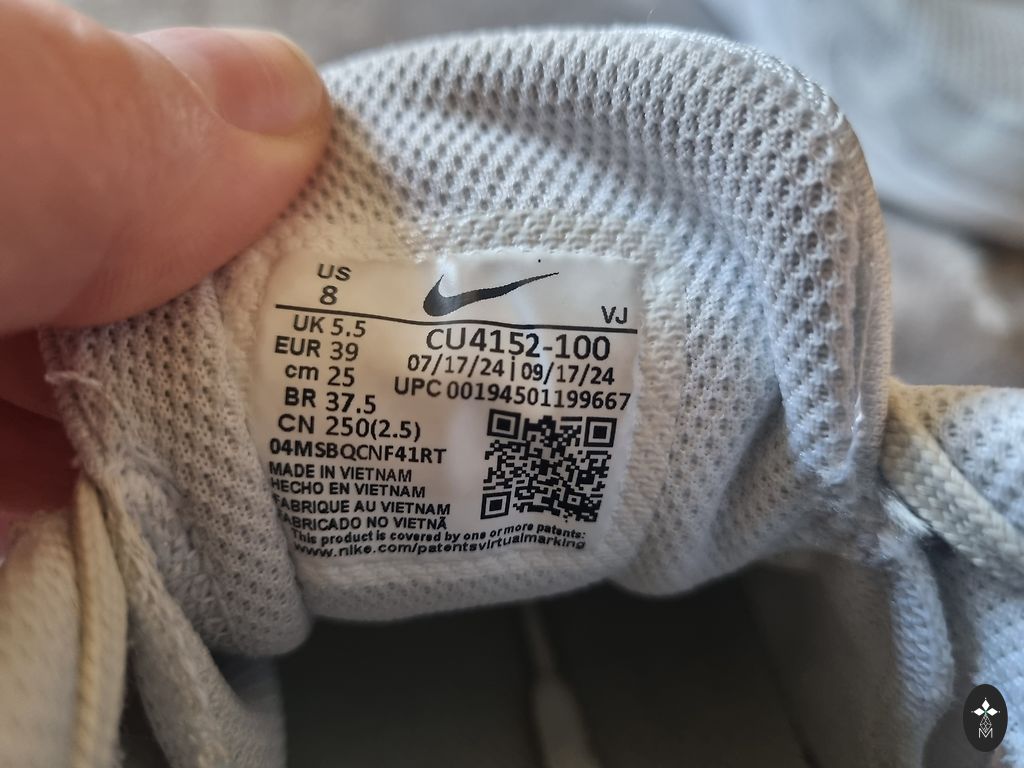 US
8
VJ
UK 5.5
EUR 39
cm 25
BR 37.5
CN 250(2.5)
CU4152-100
07/17/24|09/17/24
UPC 00194501199667
04MSBQCNF41RT
MADE IN VIETNAM
HECHO EN VIETNAM
FABRIQUE AU VIETNAM
FABRICADO NO VIETNÃ
This product is covered by one or more patents:
www.nike.com/patentsvirtualmarking
M